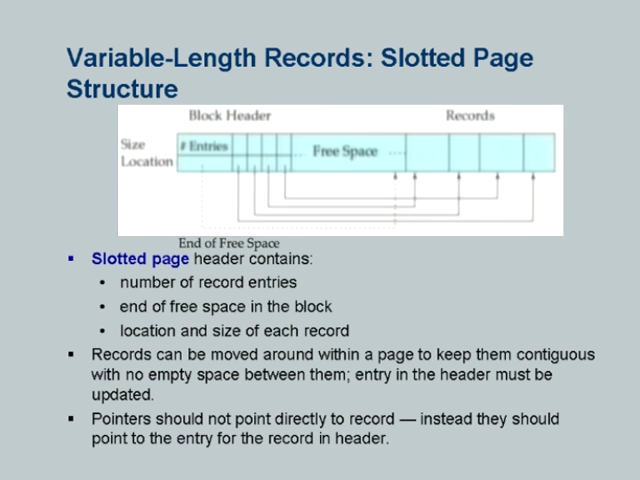 Variable-Length Records: Slotted Page
Structure
Block Header
Records
Size
# Entries
Free Space
Location
End of Free Space
▪ Slotted page header contains:
• number of record entries
• end of free space in the block
• location and size of each record
▪ Records can be moved around within a page to keep them contiguous
with no empty space between them; entry in the header must be
updated.
▪ Pointers should not point directly to record — instead they should
point to the entry for the record in header.